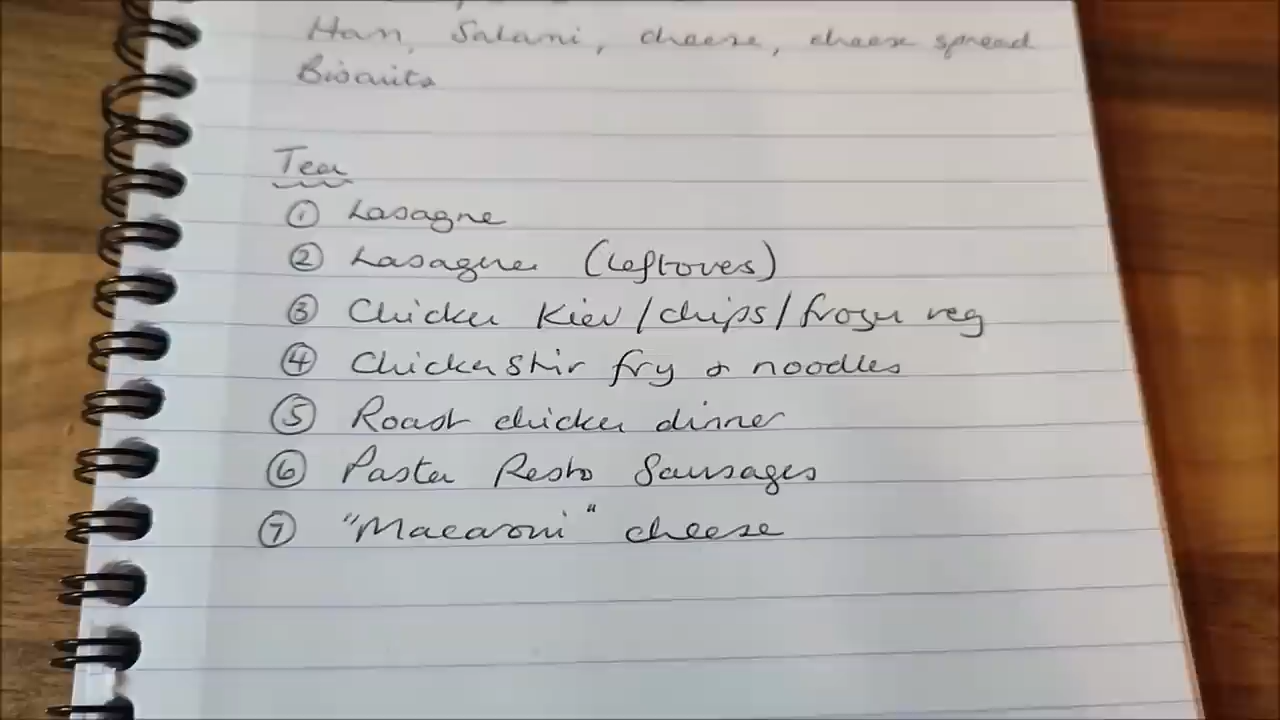 Ham, Salami, cheese, cheese spread
Biscuits
Tea
① Lasagne
② Lasagne (leftovers)
③ Chicken Kiev/chips/frozen veg
④ Chicken Stir fry & noodles
⑤ Roast chicken dinner
⑥ Pasta Pesto Sausages
⑦ "Macaroni" cheese